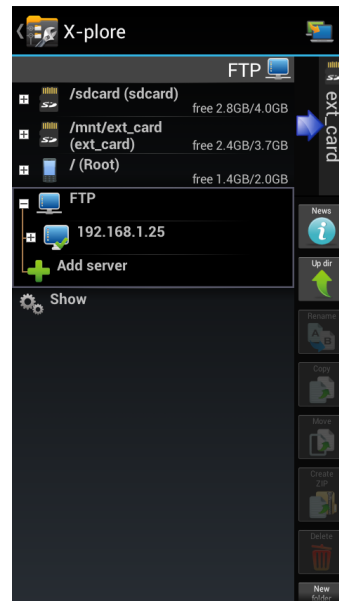 X-plore
FTP
/sdcard (sdcard)
free 2.8GB/4.0GB
/mnt/ext_card
(ext_card)
free 2.4GB/3.7GB
/ (Root)
free 1.4GB/2.0GB
FTP
192.168.1.25
Add server
Show
ext_card
News
Up dir
Rename
Copy
Move
Create
ZIP
Delete
New
folder